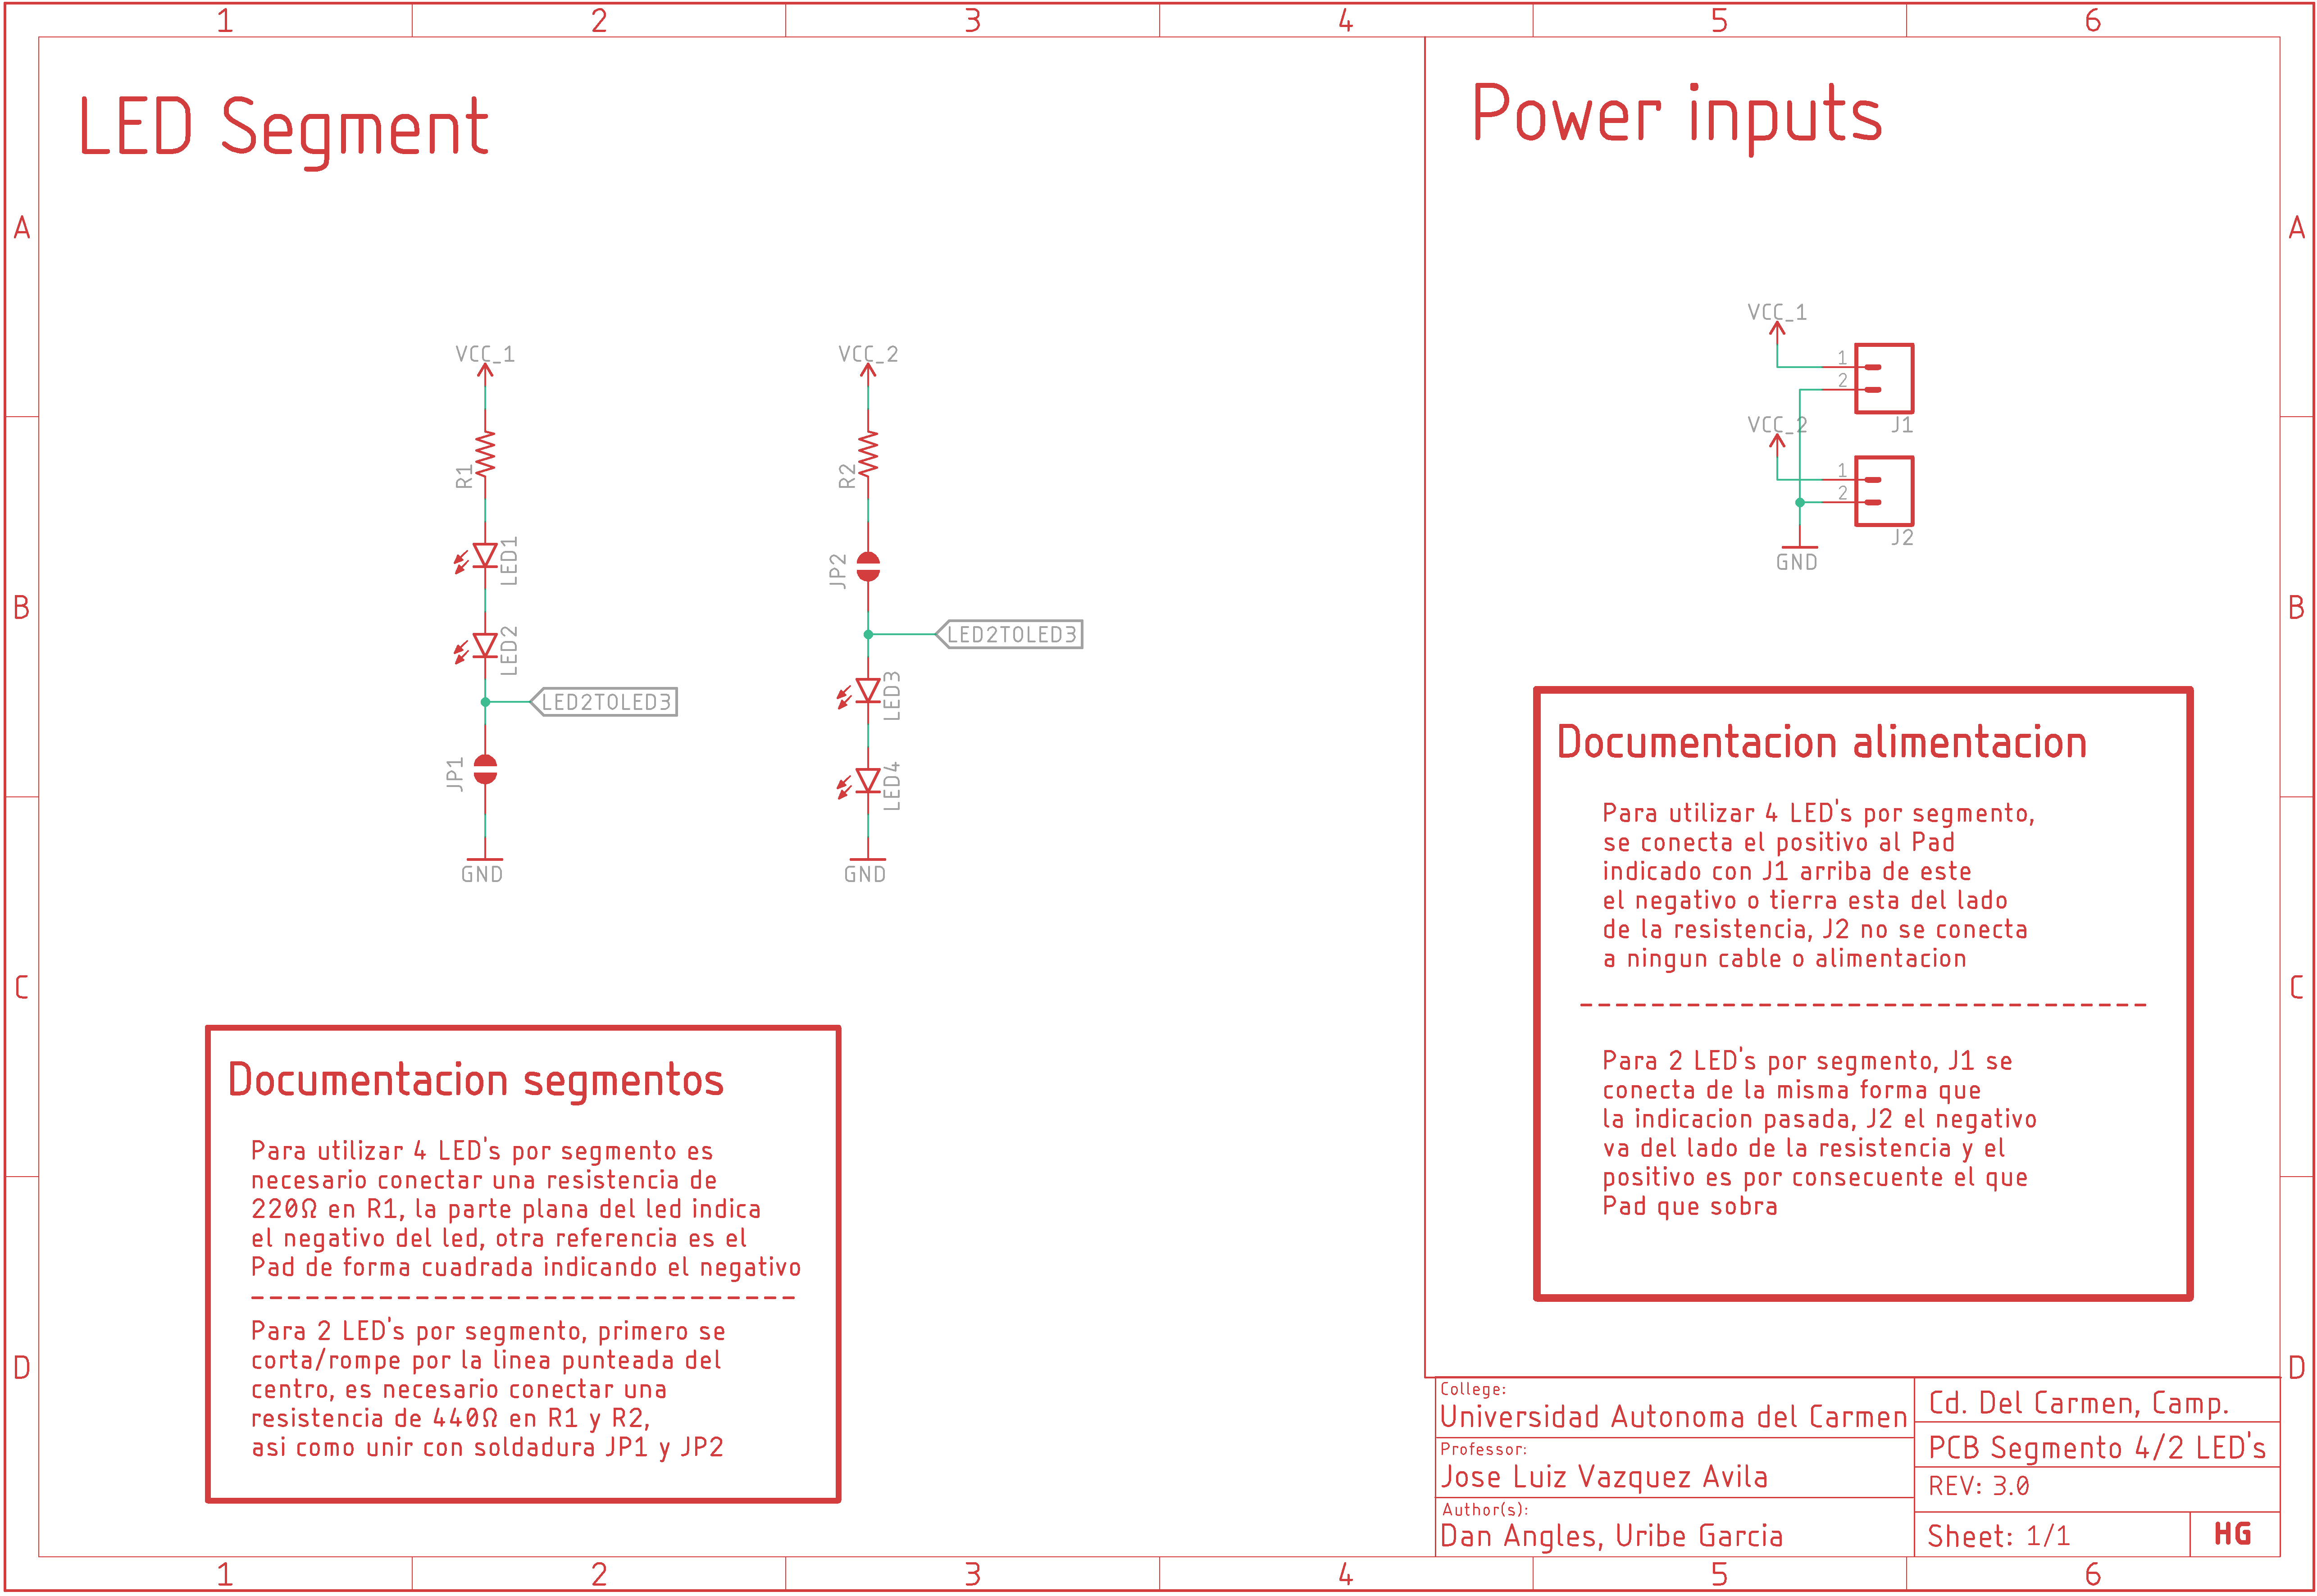 1 2 3 4 5 6
LED Segment
Power inputs
A A
VCC_1
VCC_1
VCC_2
1
2
J1
VCC_2
R1
R2
1
2
J2
GND
LED1
JP2
B B
LED2
LED2TOLED3
LED3
LED2TOLED3
JP1
LED4
GND
GND
Documentacion alimentacion
Para utilizar 4 LED's por segmento,
se conecta el positivo al Pad
indicado con J1 arriba de este
el negativo o tierra esta del lado
de la resistencia, J2 no se conecta
a ningun cable o alimentacion
C C
Para 2 LED's por segmento, J1 se
conecta de la misma forma que
la indicacion pasada, J2 el negativo
va del lado de la resistencia y el
positivo es por consecuente el que
Pad que sobra
Documentacion segmentos
Para utilizar 4 LED's por segmento es
necesario conectar una resistencia de
220Ω en R1, la parte plana del led indica
el negativo del led, otra referencia es el
Pad de forma cuadrada indicando el negativo
Para 2 LED's por segmento, primero se
corta/rompe por la linea punteada del
centro, es necesario conectar una
resistencia de 440Ω en R1 y R2,
asi como unir con soldadura JP1 y JP2
D D
College:
Universidad Autonoma del Carmen
Professor:
Jose Luiz Vazquez Avila
Author(s):
Dan Angles, Uribe Garcia
Cd. Del Carmen, Camp.
PCB Segmento 4/2 LED's
REV: 3.0
Sheet: 1/1
HG
1 2 3 4 5 6